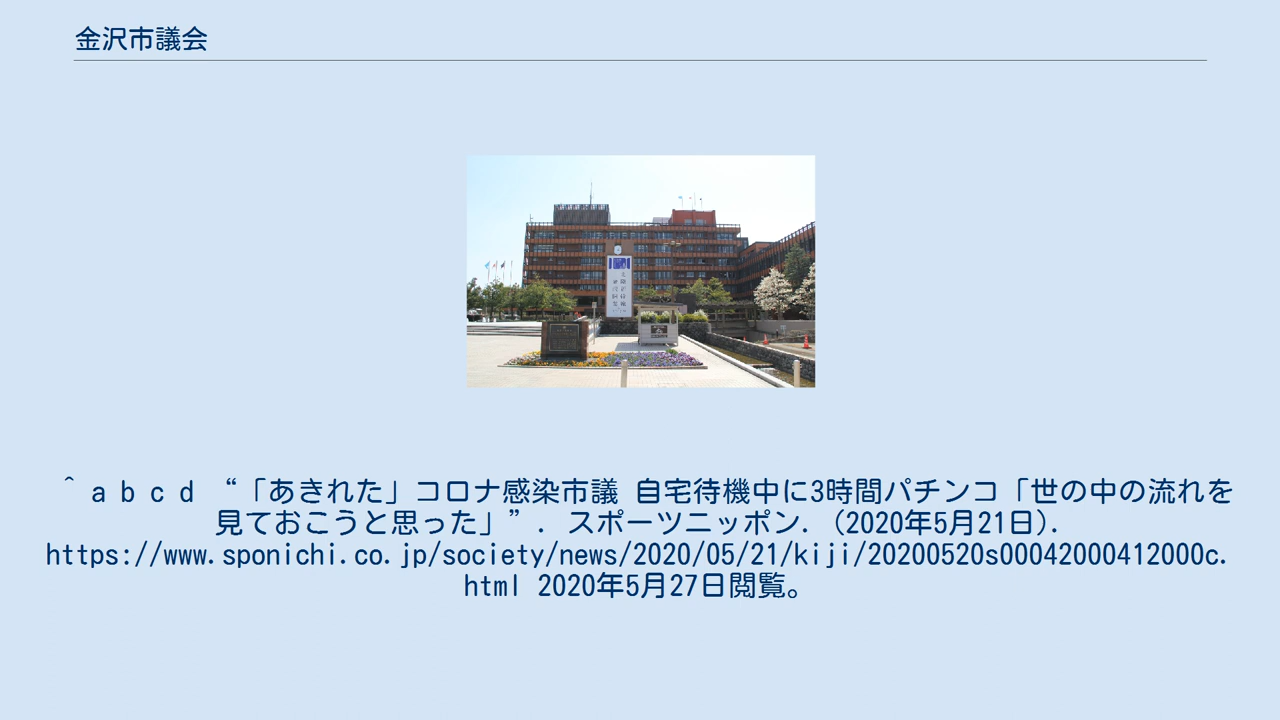 金沢市議会
^ a b c d “「あきれた」コロナ感染市議 自宅待機中に3時間パチンコ「世の中の流れを
見ておこうと思った」”. スポーツニッポン. (2020年5月21日).
https://www.sponichi.co.jp/society/news/2020/05/21/kiji/20200520s00042000412000c.
html 2020年5月27日閲覧。